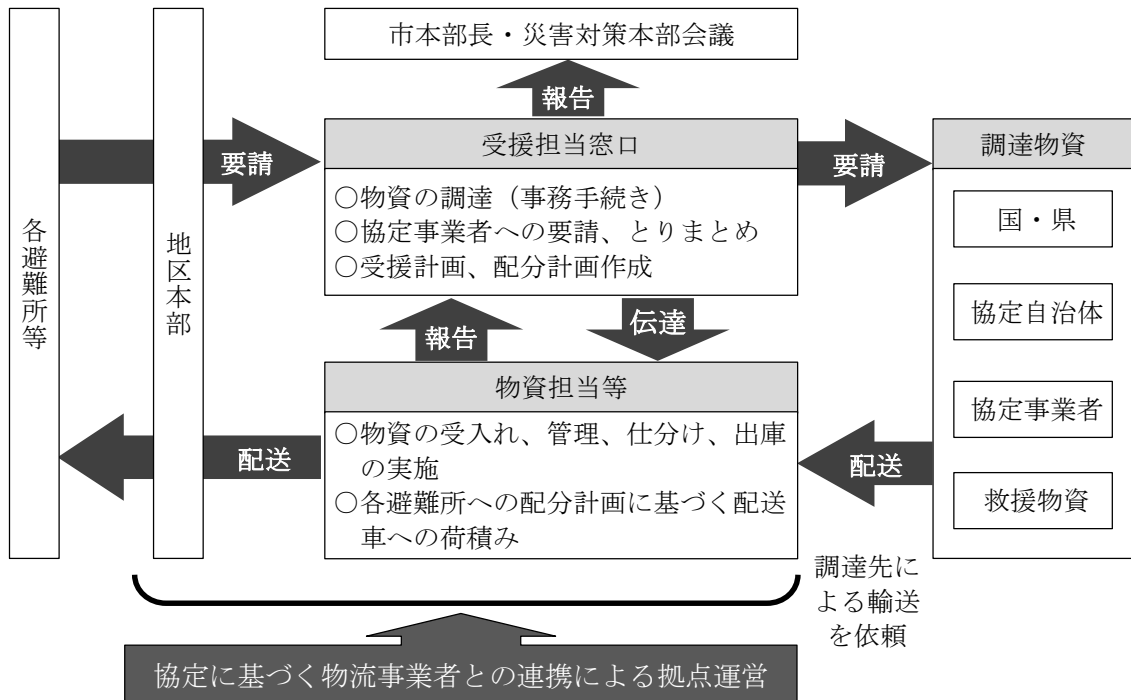 市本部長・災害対策本部会議
報告
各避難所等
地区本部
要請
受援担当窓口
○物資の調達（事務手続き）
○協定事業者への要請、とりまとめ
○受援計画、配分計画作成
要請
調達物資
国・県
協定自治体
協定事業者
救援物資
報告
伝達
物資担当等
○物資の受入れ、管理、仕分け、出庫
の実施
○各避難所への配分計画に基づく配送
車への荷積み
配送
配送
調達先に
よる輸送
を依頼
協定に基づく物流事業者との連携による拠点運営